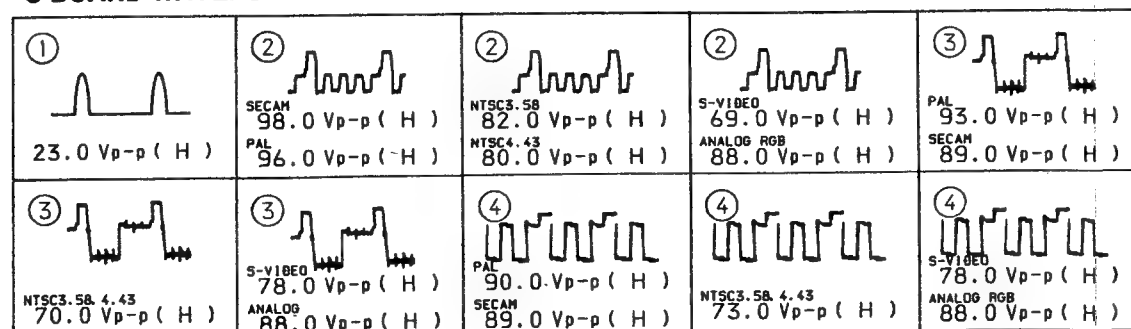 ①
23.0 Vp-p ( H )
②
SECAM
98.0 Vp-p ( H )
PAL
96.0 Vp-p ( H )
②
NTSC3.58
82.0 Vp-p ( H )
NTSC4.43
80.0 Vp-p ( H )
②
S-VIDEO
69.0 Vp-p ( H )
ANALOG RGB
88.0 Vp-p ( H )
③
PAL
93.0 Vp-p ( H )
SECAM
89.0 Vp-p ( H )
③
NTSC3.58. 4.43
70.0 Vp-p ( H )
③
S-VIDEO
78.0 Vp-p ( H )
ANALOG
88.0 Vp-p ( H )
④
PAL
90.0 Vp-p ( H )
SECAM
89.0 Vp-p ( H )
④
NTSC3.58. 4.43
73.0 Vp-p ( H )
④
S-VIDEO
78.0 Vp-p ( H )
ANALOG RGB
88.0 Vp-p ( H )